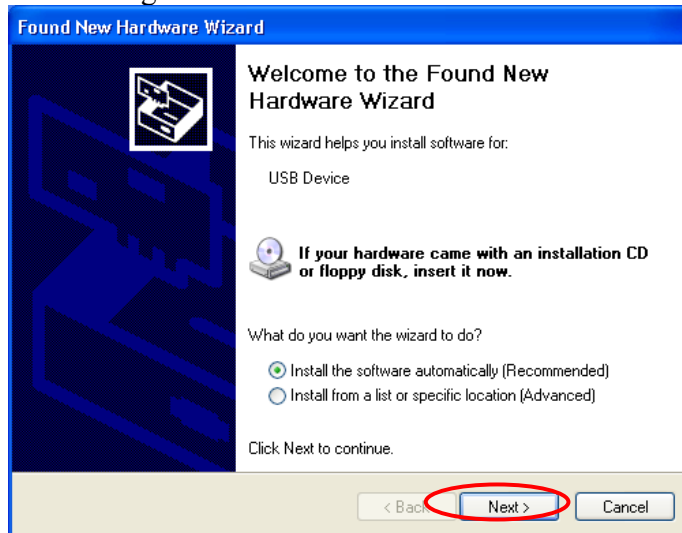 Found New Hardware Wizard
Welcome to the Found New
Hardware Wizard
This wizard helps you install software for:
USB Device
If your hardware came with an installation CD
or floppy disk, insert it now.
What do you want the wizard to do?
Install the software automatically (Recommended)
Install from a list or specific location (Advanced)
Click Next to continue.
< Back Next > Cancel